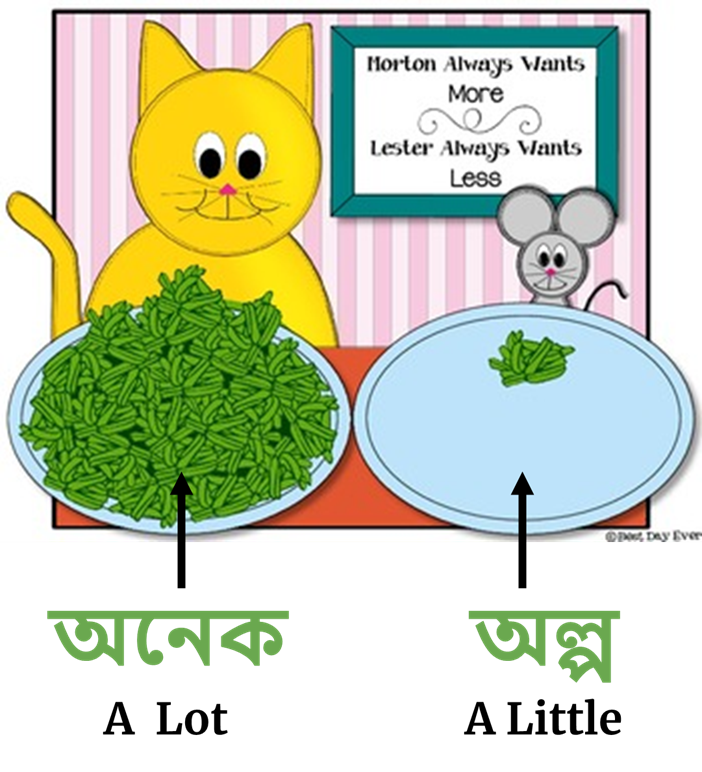 Morton Always Wants
More
Lester Always Wants
Less
©Best Day Ever
অনেক
অল্প
A Lot
A Little